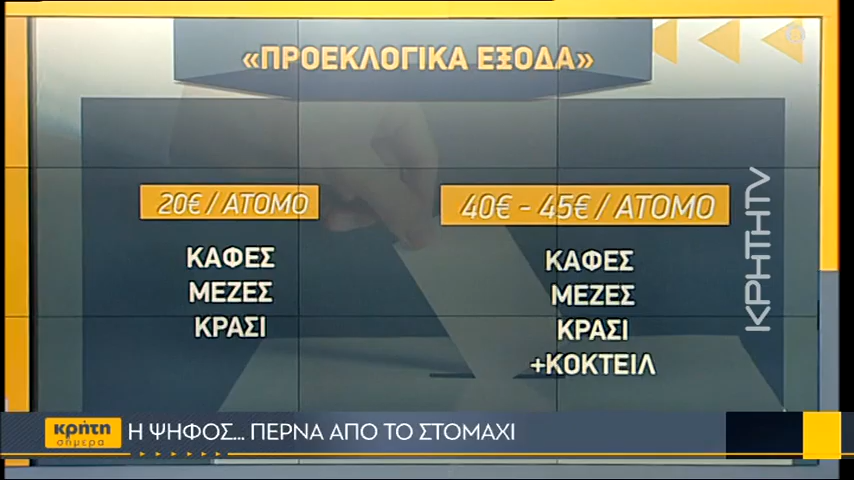 «ΠΡΟΕΚΛΟΓΙΚΑ ΕΞΟΔΑ»
20€ / ΑΤΟΜΟ
ΚΑΦΕΣ
ΜΕΖΕΣ
ΚΡΑΣΙ
40€ - 45€ / ΑΤΟΜΟ
ΚΑΦΕΣ
ΜΕΖΕΣ
ΚΡΑΣΙ
+ΚΟΚΤΕΙΛ
ΚΡΗΤΗTV
κρήτη
σήμερα
Η ΨΗΦΟΣ... ΠΕΡΝΑ ΑΠΟ ΤΟ ΣΤΟΜΑΧΙ